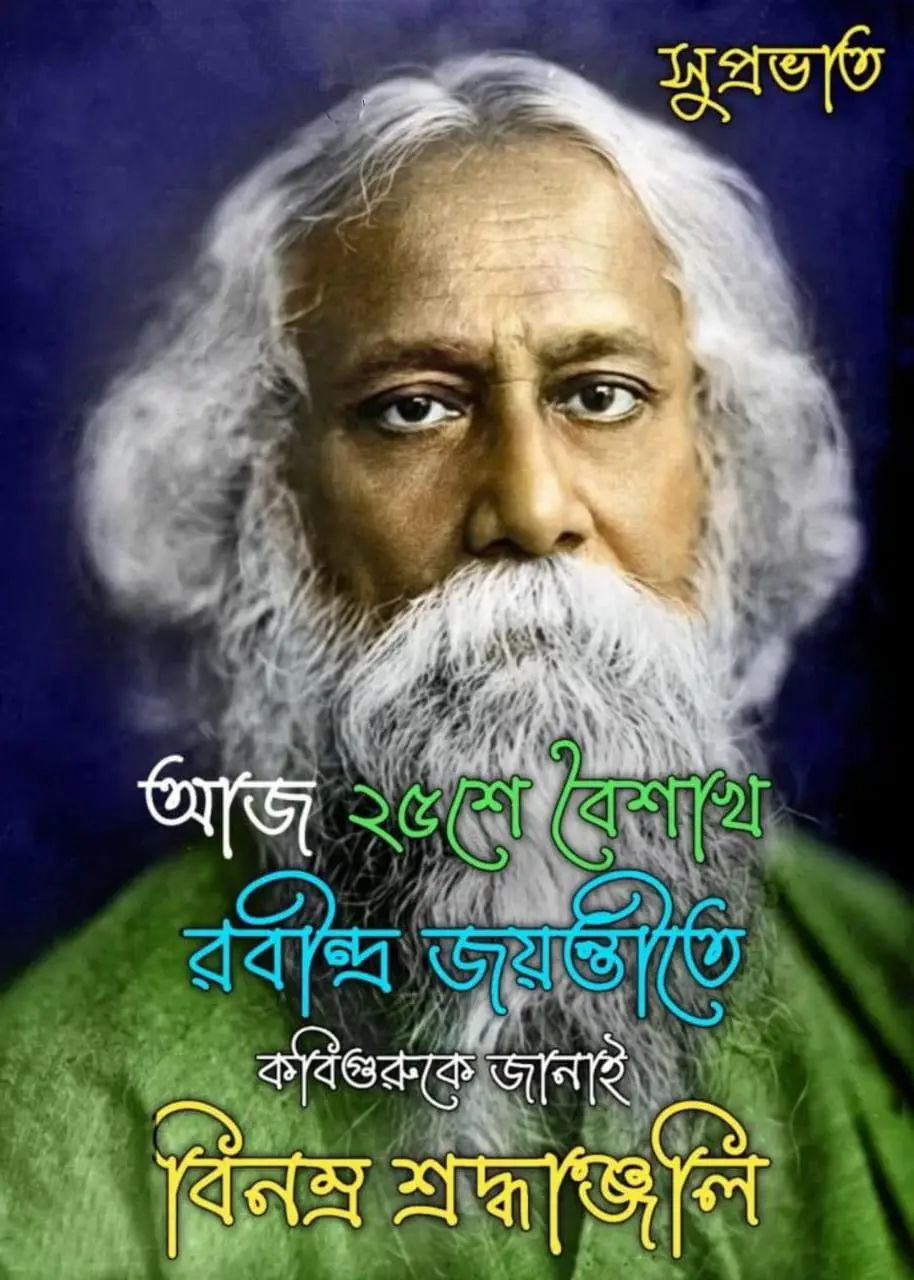 সুপ্রভাত
আজ ২৫শে বৈশাখ
রবীন্দ্র জয়ন্তীতে
কবিগুরুকে জানাই
বিনম্র শ্রদ্ধাঞ্জলি